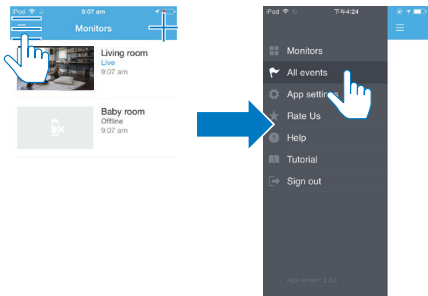 iPod
9:07 am
Monitors
Living room
Live
9:07 am
Baby room
Offline
9:07 am
iPod
下午4:24
Monitors
All events
App settings
Rate Us
Help
Tutorial
Sign out